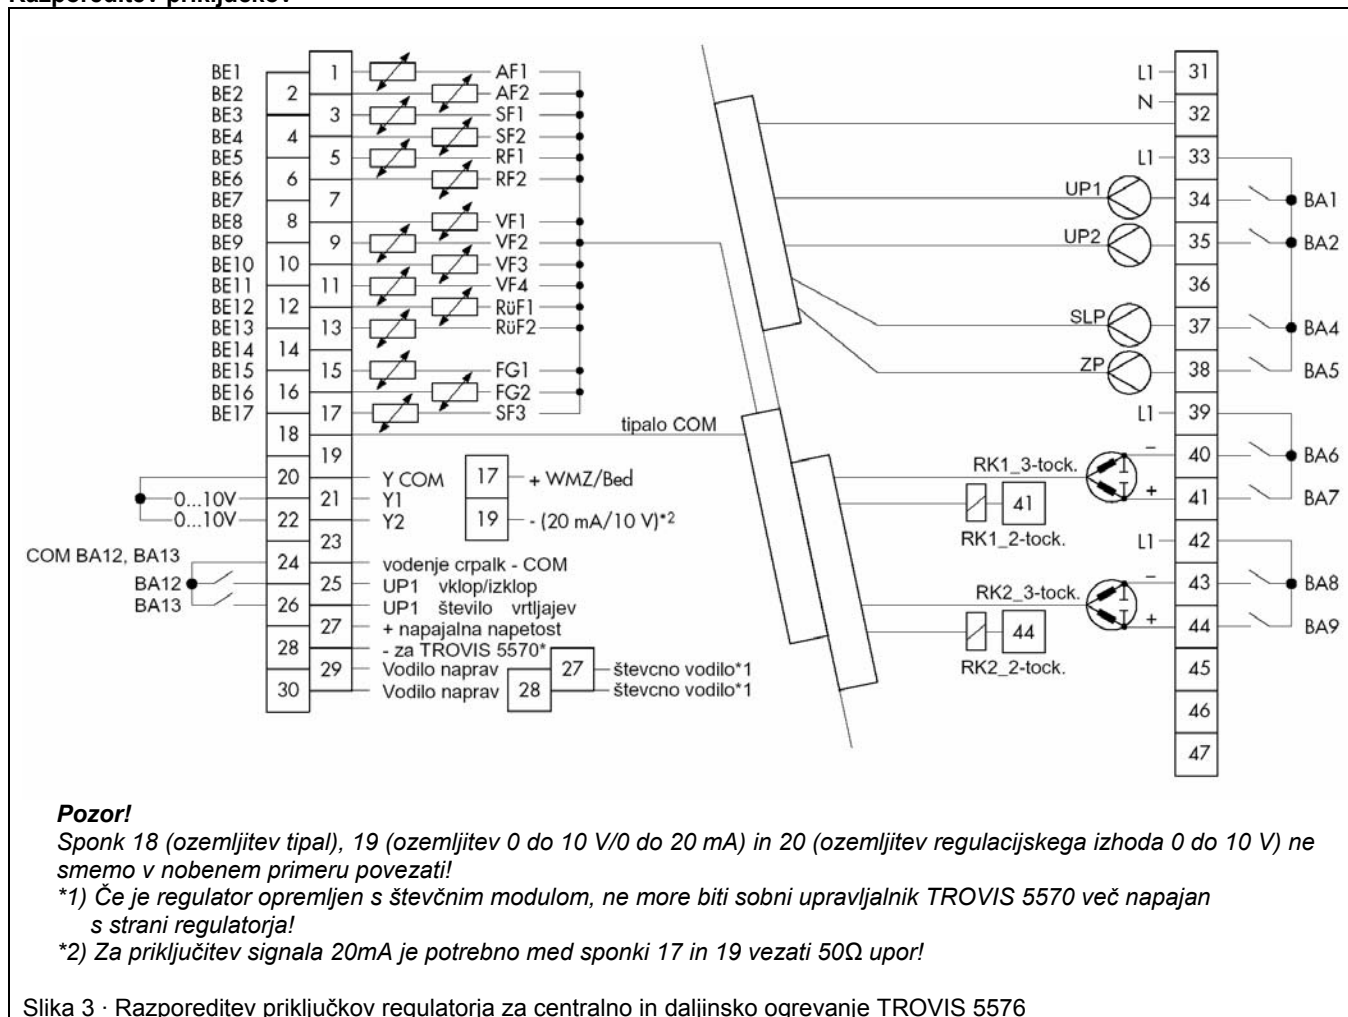 Razporeditev priključkov
BE1 1 AF1
BE2 2 AF2
BE3 3 SF1
BE4 4 SF2
BE5 5 RF1
BE6 6 RF2
BE7 7
BE8 8 VF1
BE9 9 VF2
BE10 10 VF3
BE11 11 VF4
BE12 12 RüF1
BE13 13 RüF2
BE14 14
BE15 15 FG1
BE16 16 FG2
BE17 17 SF3
18 tipalo COM
19
20 Y COM 17 + WMZ/Bed
0...10V 21 Y1
0...10V 22 Y2 19 - (20 mA/10 V)*2
23
COM BA12, BA13 24 vodenje crpalk - COM
BA12 25 UP1 vklop/izklop
BA13 26 UP1 število vrtljajev
27 + napajalna napetost
28 - za TROVIS 5570*
29 Vodilo naprav 27 števcno vodilo*1
30 Vodilo naprav 28 števcno vodilo*1
L1 31
N 32
L1 33
UP1 34 BA1
UP2 35 BA2
36
SLP 37 BA4
ZP 38 BA5
L1 39
RK1_3-tock. − 40 BA6
41 + 41 BA7
RK1_2-tock.
L1 42
RK2_3-tock. − 43 BA8
44 + 44 BA9
RK2_2-tock.
45
46
47
Pozor!
Sponk 18 (ozemljitev tipal), 19 (ozemljitev 0 do 10 V/0 do 20 mA) in 20 (ozemljitev regulacijskega izhoda 0 do 10 V) ne
smemo v nobenem primeru povezati!
*1) Če je regulator opremljen s števčnim modulom, ne more biti sobni upravljalnik TROVIS 5570 več napajan
s strani regulatorja!
*2) Za priključitev signala 20mA je potrebno med sponki 17 in 19 vezati 50Ω upor!
Slika 3 · Razporeditev priključkov regulatorja za centralno in daljinsko ogrevanje TROVIS 5576